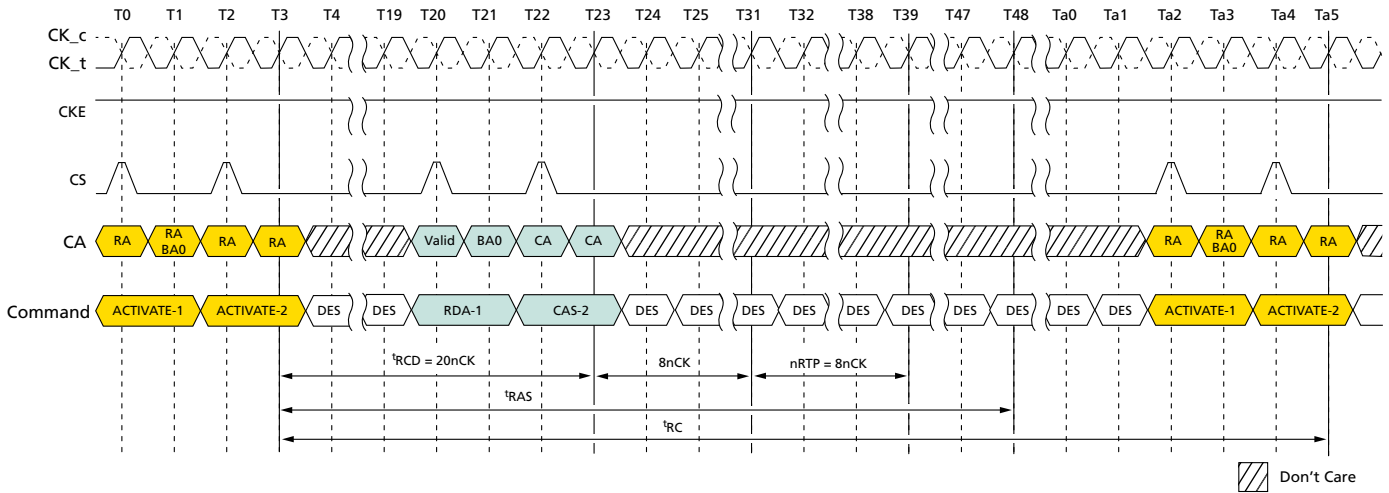 T0 T1 T2 T3 T4 T19 T20 T21 T22 T23 T24 T25 T31 T32 T38 T39 T47 T48 Ta0 Ta1 Ta2 Ta3 Ta4 Ta5
CK_c
CK_t
CKE
CS
CA RA RA BA0 RA RA Valid BA0 CA CA RA RA BA0 RA RA
Command ACTIVATE-1 ACTIVATE-2 DES DES RDA-1 CAS-2 DES DES DES DES DES DES DES DES DES DES ACTIVATE-1 ACTIVATE-2
tRCD = 20nCK 8nCK nRTP = 8nCK
tRAS
tRC
Don't Care